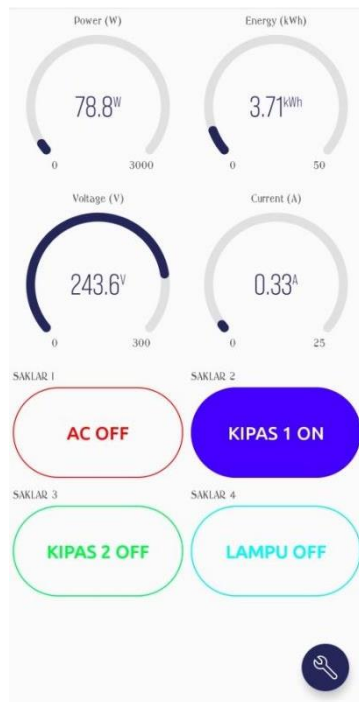 Power (W) Energy (kWh)
78.8W 3.71kWh
0 3000 0 50
Voltage (V) Current (A)
243.6V 0.33A
0 300 0 25
SAKLAR 1 SAKLAR 2
AC OFF KIPAS 1 ON
SAKLAR 3 SAKLAR 4
KIPAS 2 OFF LAMPU OFF